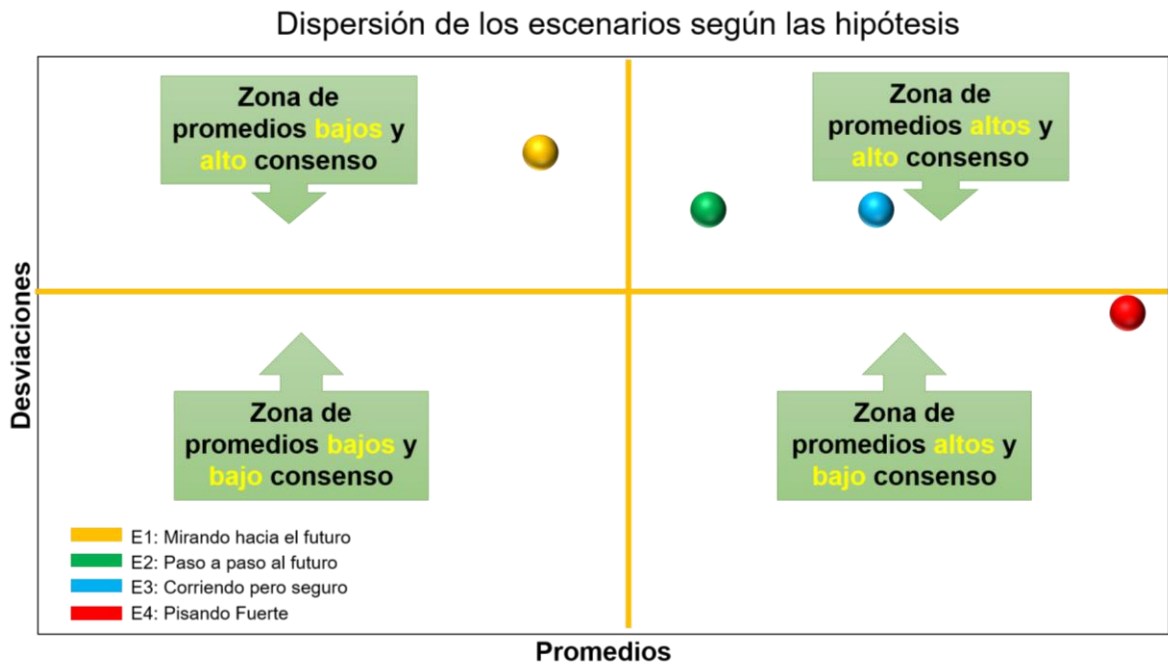 Dispersión de los escenarios según las hipótesis
Zona de
promedios bajos y
alto consenso
Zona de
promedios altos y
alto consenso
Desviaciones
Zona de
promedios bajos y
bajo consenso
Zona de
promedios altos y
bajo consenso
E1: Mirando hacia el futuro
E2: Paso a paso al futuro
E3: Corriendo pero seguro
E4: Pisando Fuerte
Promedios